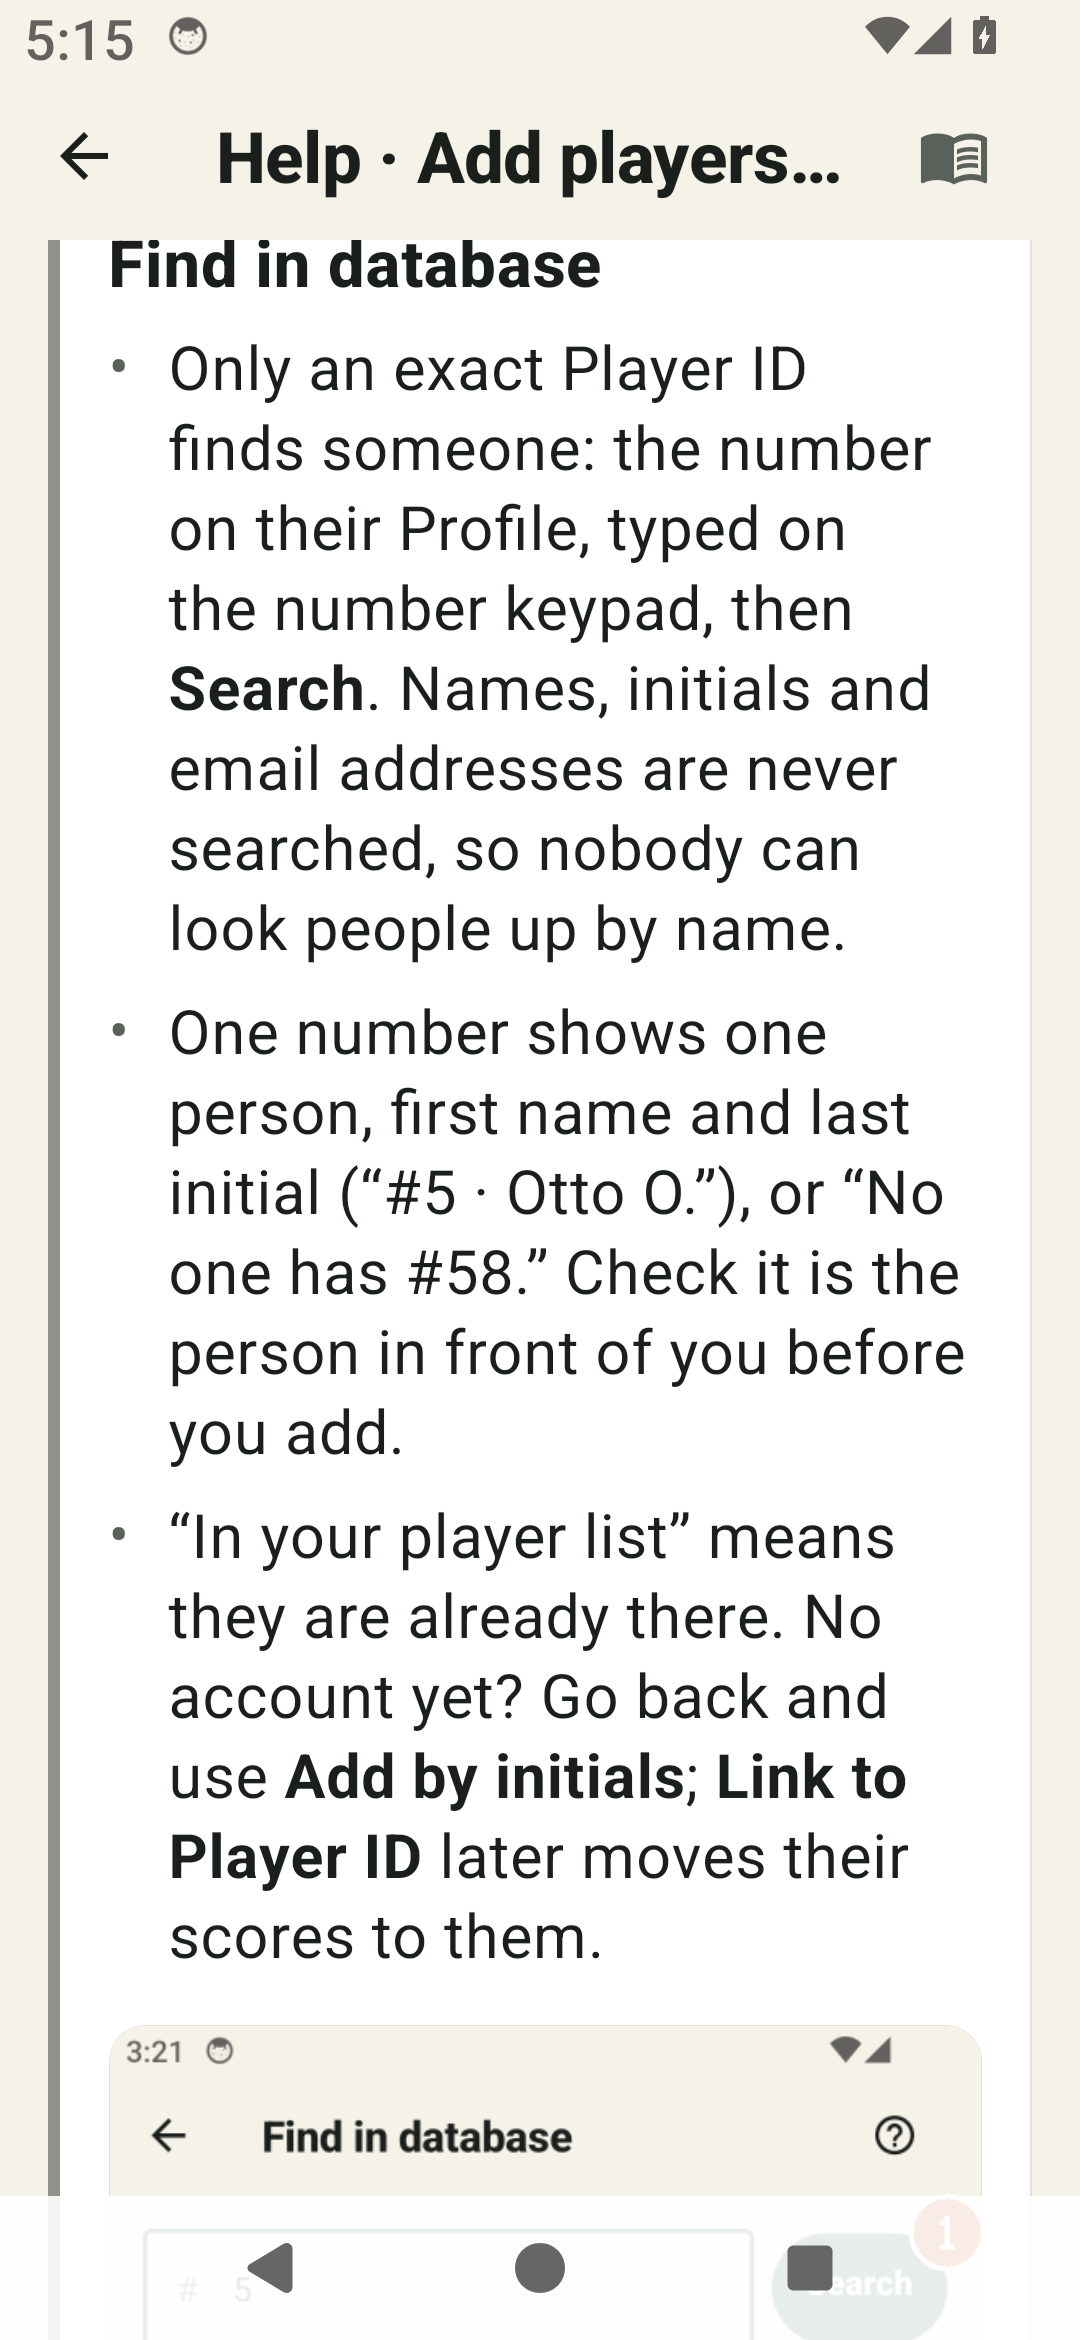 5:15
Help · Add players...
Find in database
• Only an exact Player ID
finds someone: the number
on their Profile, typed on
the number keypad, then
Search. Names, initials and
email addresses are never
searched, so nobody can
look people up by name.
• One number shows one
person, first name and last
initial (“#5 · Otto O.”), or “No
one has #58.” Check it is the
person in front of you before
you add.
• “In your player list” means
they are already there. No
account yet? Go back and
use Add by initials; Link to
Player ID later moves their
scores to them.
3:21
Find in database
1
# 5
Search